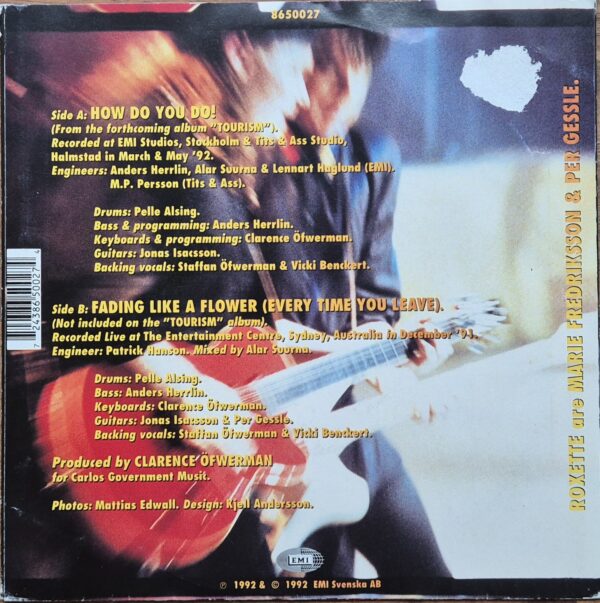 8650027
Side A: HOW DO YOU DO!
(From the forthcoming album "TOURISM").
Recorded at EMI Studios, Stockholm & Tits & Ass Studio,
Halmstad in March & May '92.
Engineers: Anders Herrlin, Alar Suurna & Lennart Haglund (EMI).
M.P. Persson (Tits & Ass).
Drums: Pelle Alsing.
Bass & programming: Anders Herrlin.
Keyboards & programming: Clarence Öfwerman.
Guitars: Jonas Isacsson.
Backing vocals: Staffan Öfwerman & Vicki Benckert.
Side B: FADING LIKE A FLOWER (EVERY TIME YOU LEAVE).
(Not included on the "TOURISM" album).
Recorded Live at The Entertainment Centre, Sydney, Australia in December '91.
Engineer: Patrick Hanson. Mixed by Alar Suurna.
Drums: Pelle Alsing.
Bass: Anders Herrlin.
Keyboards: Clarence Öfwerman.
Guitars: Jonas Isacsson & Per Gessle.
Backing vocals: Staffan Öfwerman & Vicki Benckert.
Produced by CLARENCE ÖFWERMAN
for Carlos Government Musit.
Photos: Mattias Edwall. Design: Kjell Andersson.
EMI
℗ 1992 & © 1992 EMI Svenska AB
7 24386 50027 4
ROXETTE are MARIE FREDRIKSSON & PER GESSLE.